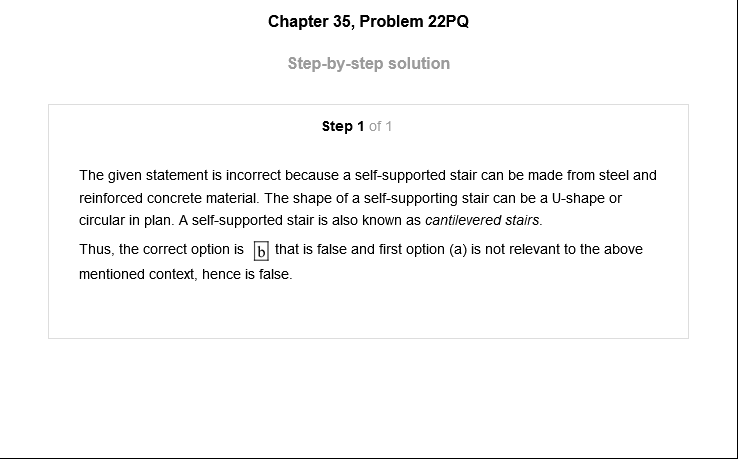 Chapter 35, Problem 22PQ
Step-by-step solution
Step 1 of 1
The given statement is incorrect because a self-supported stair can be made from steel and
reinforced concrete material. The shape of a self-supporting stair can be a U-shape or
circular in plan. A self-supported stair is also known as cantilevered stairs.
Thus, the correct option is b that is false and first option (a) is not relevant to the above
mentioned context, hence is false.